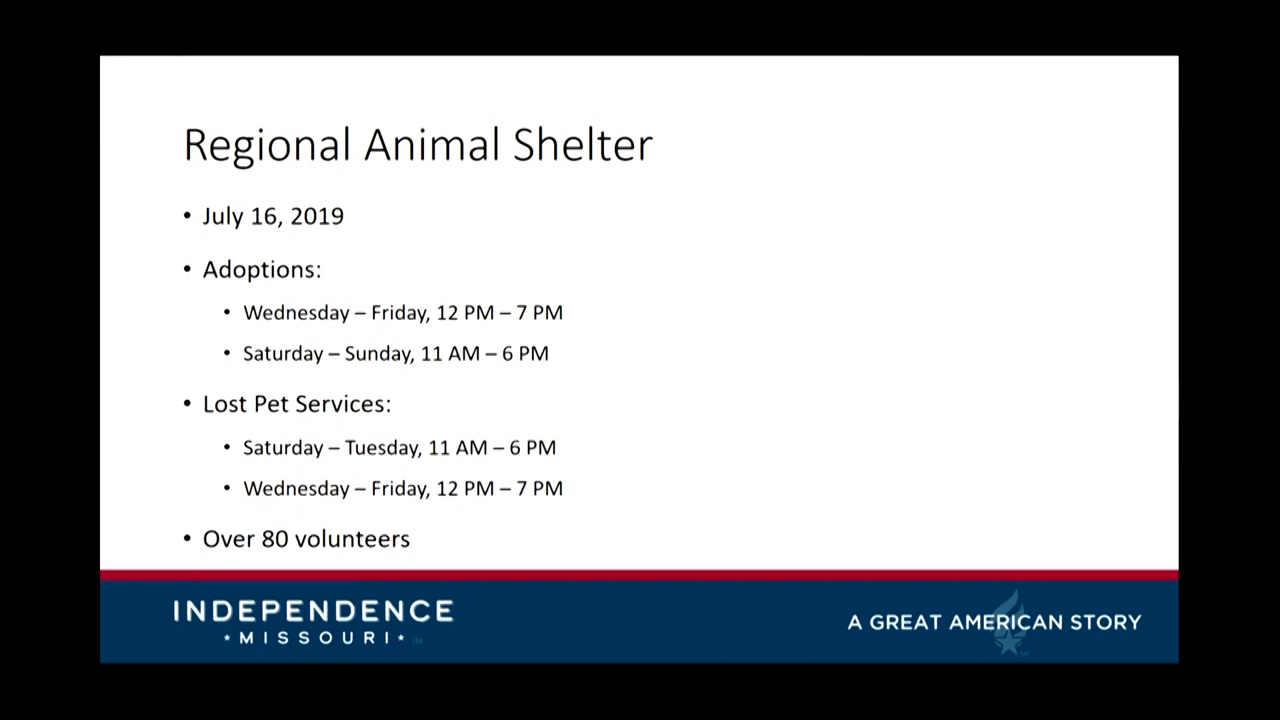 Regional Animal Shelter
• July 16, 2019
• Adoptions:
• Wednesday – Friday, 12 PM – 7 PM
• Saturday – Sunday, 11 AM – 6 PM
• Lost Pet Services:
• Saturday – Tuesday, 11 AM – 6 PM
• Wednesday – Friday, 12 PM – 7 PM
• Over 80 volunteers
INDEPENDENCE
MISSOURI
A GREAT AMERICAN STORY